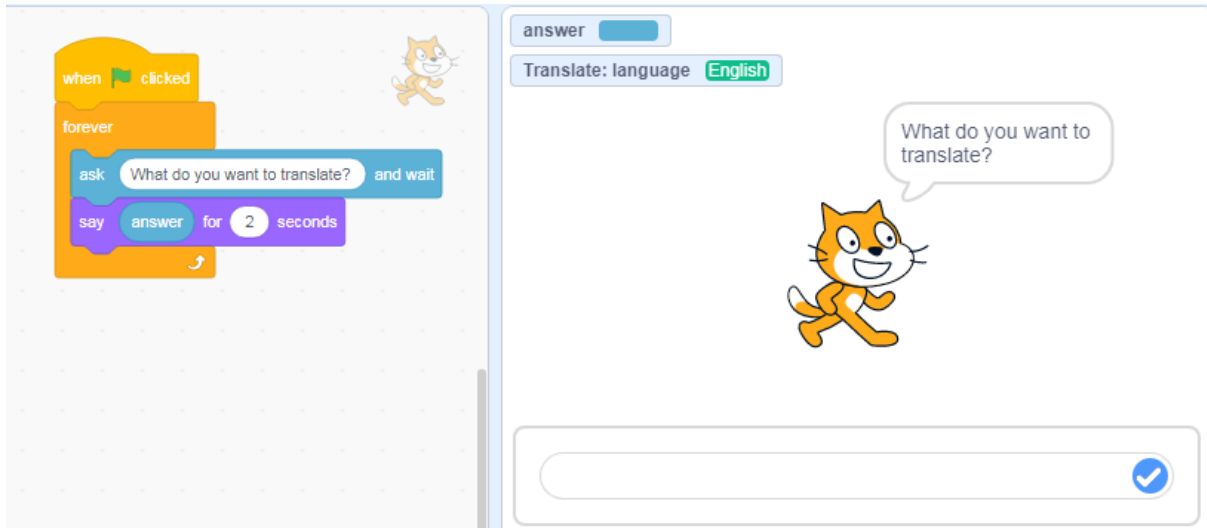 when clicked
forever
ask What do you want to translate? and wait
say answer for 2 seconds
answer
Translate: language English
What do you want to
translate?